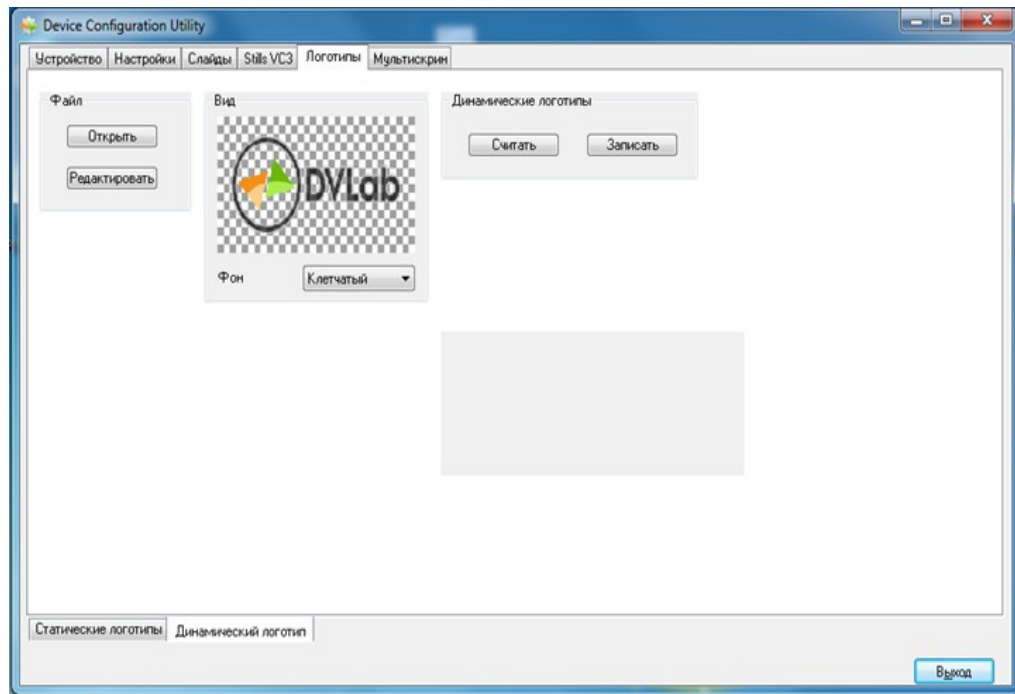 Device Configuration Utility
Устройство Настройки Слайды Stills VC3 Логотипы Мультискрин
Файл
Открыть
Редактировать
Вид
DVLab
Фон Клетчатый
Динамические логотипы
Считать Записать
Статические логотипы Динамический логотип
Выход